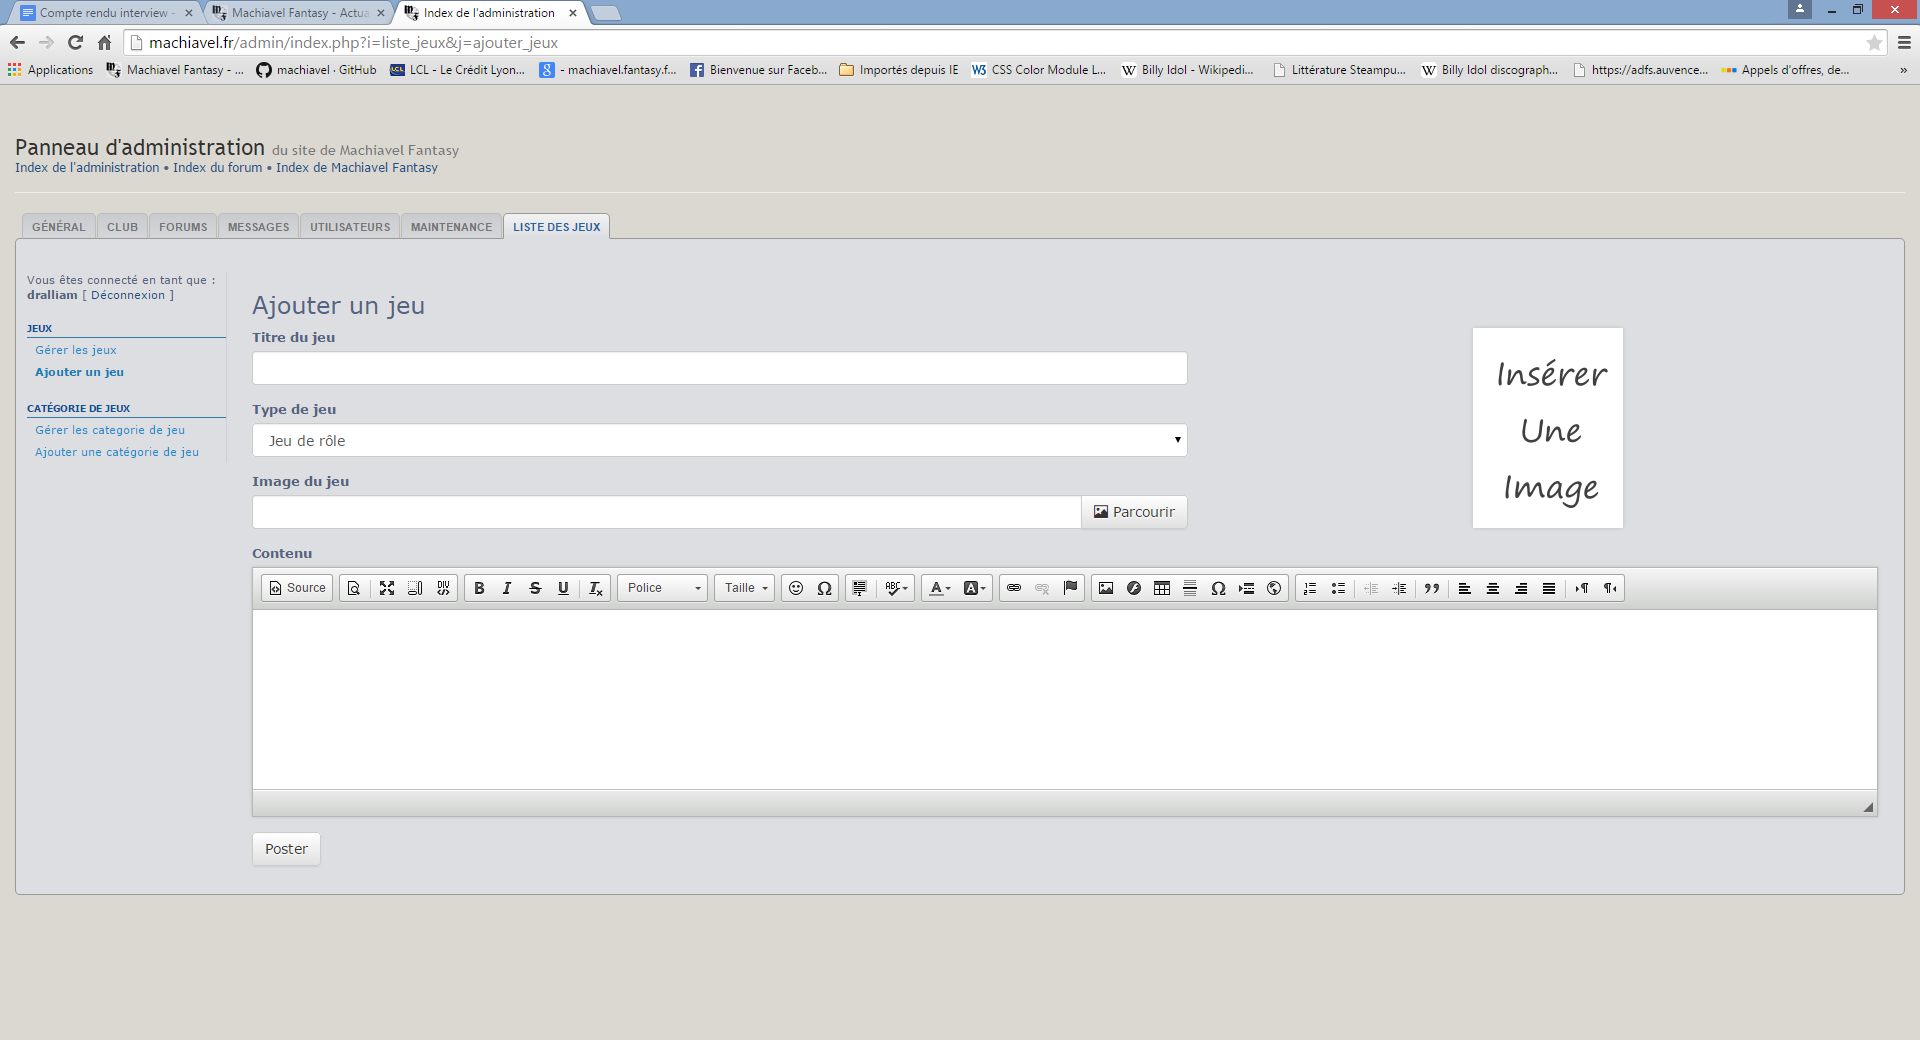 Compte rendu interview -
Machiavel Fantasy - Actua
Index de l'administration
machiavel.fr/admin/index.php?i=liste_jeux&j=ajouter_jeux
Applications
Machiavel Fantasy - ...
machiavel · GitHub
LCL - Le Crédit Lyon...
- machiavel.fantasy.f...
Bienvenue sur Faceb...
Importés depuis IE
CSS Color Module L...
Billy Idol - Wikipedi...
Littérature Steampu...
Billy Idol discograph...
https://adfs.auvence...
Appels d'offres, de...
»
Panneau d'administration du site de Machiavel Fantasy
Index de l'administration • Index du forum • Index de Machiavel Fantasy
GÉNÉRAL
CLUB
FORUMS
MESSAGES
UTILISATEURS
MAINTENANCE
LISTE DES JEUX
Vous êtes connecté en tant que :
dralliam [ Déconnexion ]
JEUX
Gérer les jeux
Ajouter un jeu
CATÉGORIE DE JEUX
Gérer les categorie de jeu
Ajouter une catégorie de jeu
Ajouter un jeu
Titre du jeu
Type de jeu
Jeu de rôle
Image du jeu
Parcourir
Insérer
Une
Image
Contenu
Source
Police
Taille
Poster